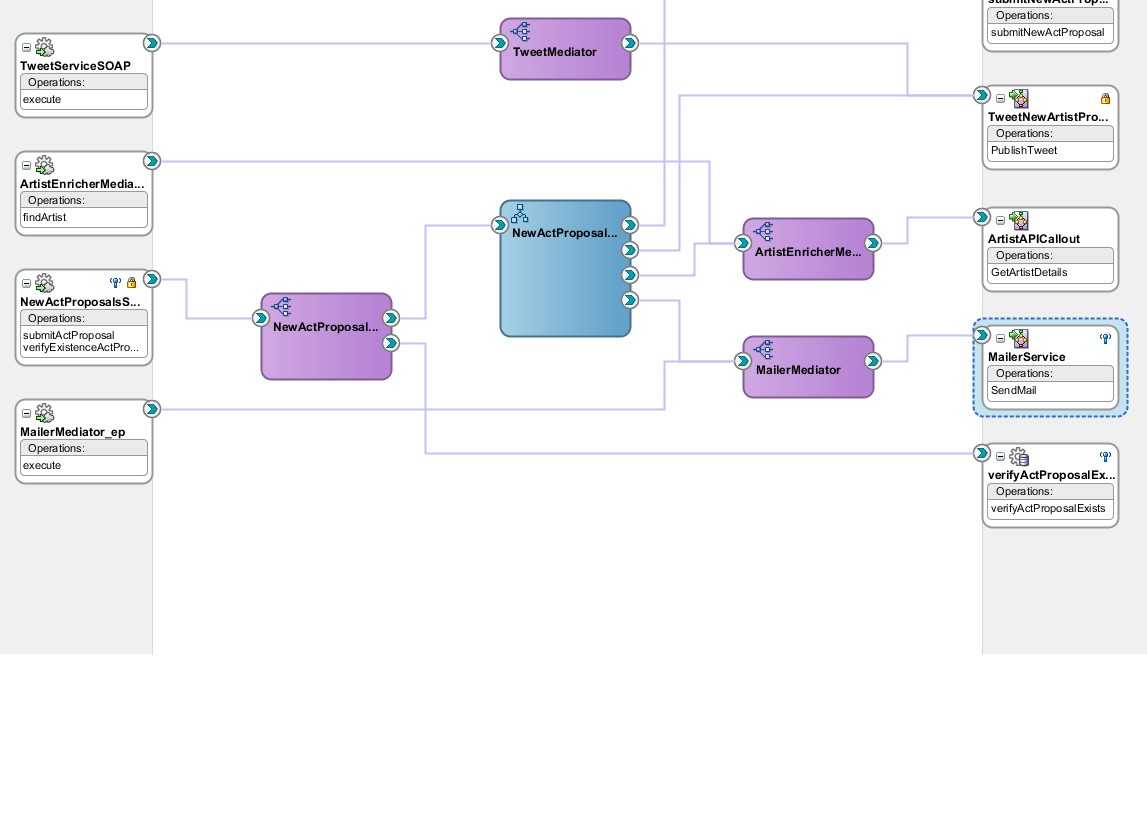 submitNewActProp...
Operations:
submitNewActProposal
TweetServiceSOAP
Operations:
execute
TweetMediator
TweetNewArtistPro...
Operations:
PublishTweet
ArtistEnricherMedia...
Operations:
findArtist
NewActProposal...
ArtistEnricherMe...
ArtistAPICallout
Operations:
GetArtistDetails
NewActProposalsS...
Operations:
submitActProposal
verifyExistenceActPro...
NewActProposal...
MailerMediator
MailerService
Operations:
SendMail
MailerMediator_ep
Operations:
execute
verifyActProposalEx...
Operations:
verifyActProposalExists